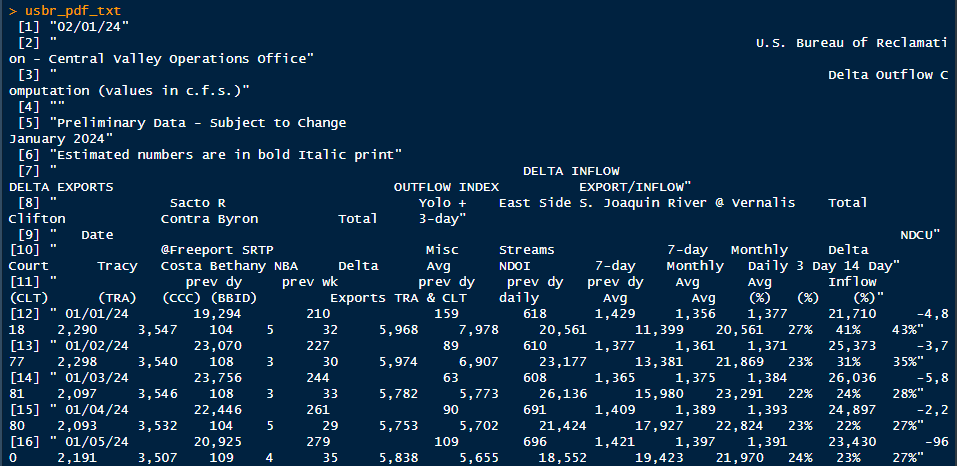 > usbr_pdf_txt
[1] "02/01/24"
[2] " U.S. Bureau of Reclamati
on - Central Valley Operations Office"
[3] " Delta Outflow C
omputation (values in c.f.s.)"
[4] ""
[5] "Preliminary Data - Subject to Change
January 2024"
[6] "Estimated numbers are in bold Italic print"
[7] " DELTA INFLOW
DELTA EXPORTS OUTFLOW INDEX EXPORT/INFLOW"
[8] " Sacto R Yolo + East Side S. Joaquin River @ Vernalis Total
Clifton Contra Byron Total 3-day"
[9] " Date NDCU"
[10] " @Freeport SRTP Misc Streams 7-day Monthly Delta
Court Tracy Costa Bethany NBA Delta Avg NDOI 7-day Monthly Daily 3 Day 14 Day"
[11] " prev dy prev wk prev dy prev dy prev dy Avg Avg Inflow
(CLT) (TRA) (CCC) (BBID) Exports TRA & CLT daily Avg Avg (%) (%) (%)"
[12] " 01/01/24 19,294 210 159 618 1,429 1,356 1,377 21,710 -4,8
18 2,290 3,547 104 5 32 5,968 7,978 20,561 11,399 20,561 27% 41% 43%"
[13] " 01/02/24 23,070 227 89 610 1,377 1,361 1,371 25,373 -3,7
77 2,298 3,540 108 3 30 5,974 6,907 23,177 13,381 21,869 23% 31% 35%"
[14] " 01/03/24 23,756 244 63 608 1,365 1,375 1,384 26,036 -5,8
81 2,097 3,546 108 3 33 5,782 5,773 26,136 15,980 23,291 22% 24% 28%"
[15] " 01/04/24 22,446 261 90 691 1,409 1,389 1,393 24,897 -2,2
80 2,093 3,532 104 5 29 5,753 5,702 21,424 17,927 22,824 23% 22% 27%"
[16] " 01/05/24 20,925 279 109 696 1,421 1,397 1,391 23,430 -96
0 2,191 3,507 109 4 35 5,838 5,655 18,552 19,423 21,970 24% 23% 27%"